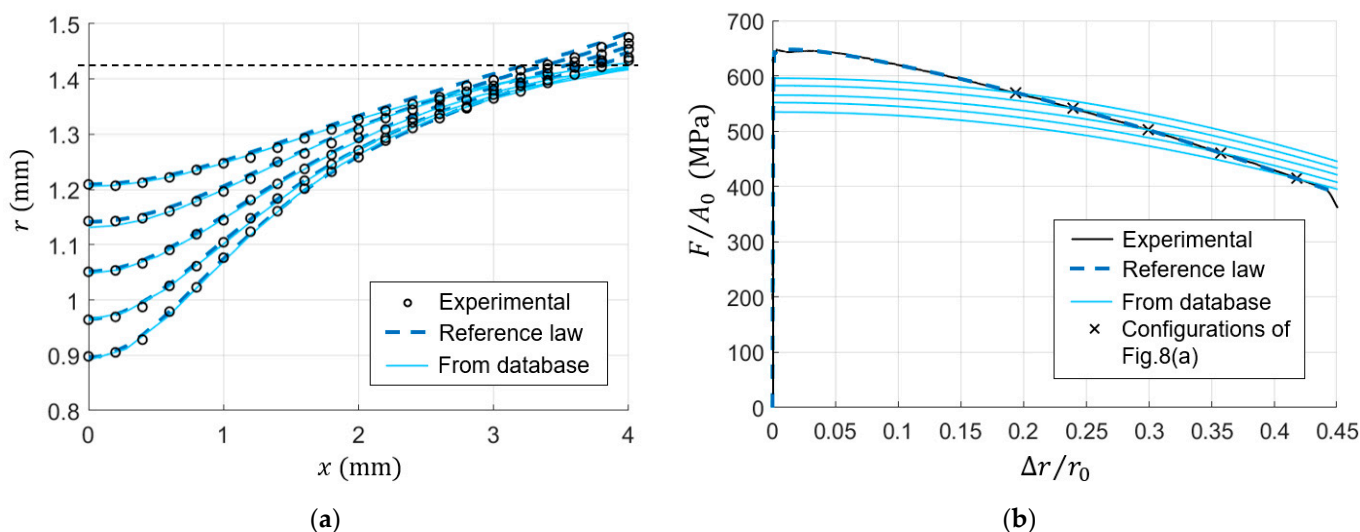 1.5
1.4
1.3
1.2
1.1
1
0.9
0.8
r (mm)
0 1 2 3 4
x (mm)
Experimental
Reference law
From database
(a)
700
600
500
400
300
200
100
0
F/A₀ (MPa)
0 0.05 0.1 0.15 0.2 0.25 0.3 0.35 0.4 0.45
Δr/r₀
Experimental
Reference law
From database
Configurations of
Fig.8(a)
(b)